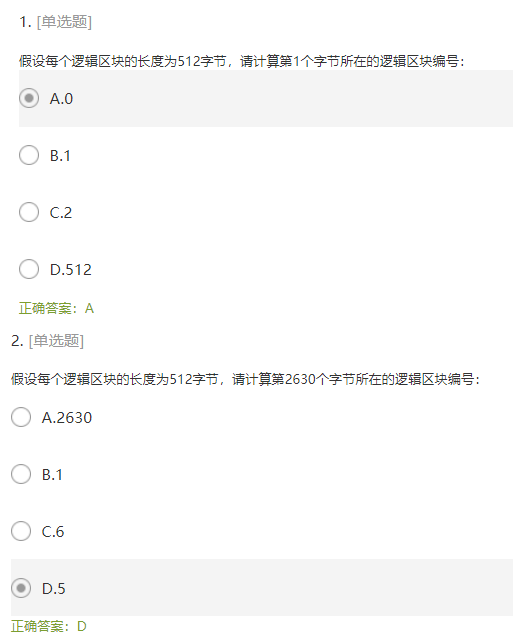 1. [单选题]
假设每个逻辑区块的长度为512字节，请计算第1个字节所在的逻辑区块编号：
A.0
B.1
C.2
D.512
正确答案：A
2. [单选题]
假设每个逻辑区块的长度为512字节，请计算第2630个字节所在的逻辑区块编号：
A.2630
B.1
C.6
D.5
正确答案：D